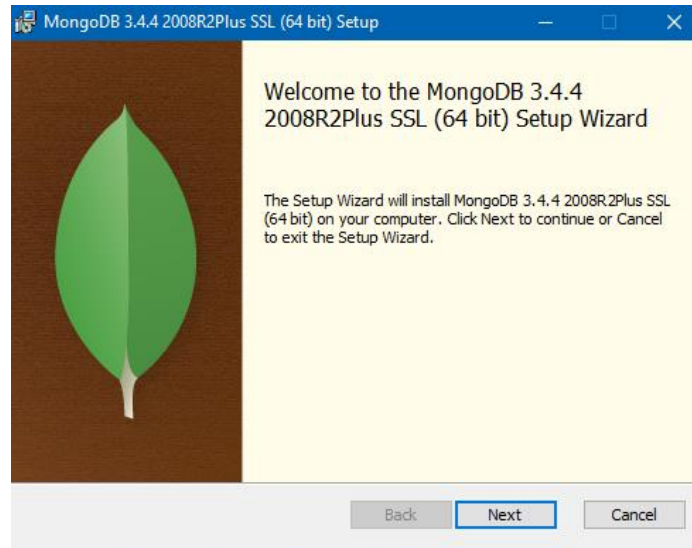 MongoDB 3.4.4 2008R2Plus SSL (64 bit) Setup
Welcome to the MongoDB 3.4.4
2008R2Plus SSL (64 bit) Setup Wizard
The Setup Wizard will install MongoDB 3.4.4 2008R2Plus SSL
(64 bit) on your computer. Click Next to continue or Cancel
to exit the Setup Wizard.
Back Next Cancel